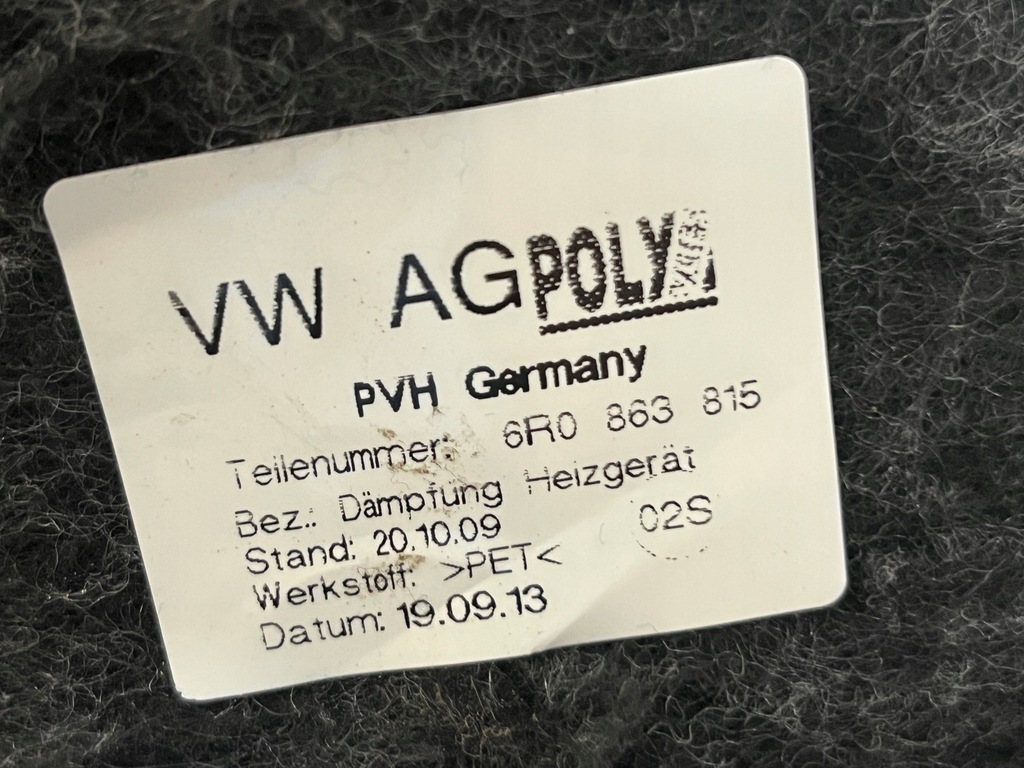 VW AG POLY
PVH Germany
Teilenummer: 6R0 863 815
Bez.: Dämpfung Heizgerät
Stand: 20.10.09 02S
Werkstoff: >PET<
Datum: 19.09.13